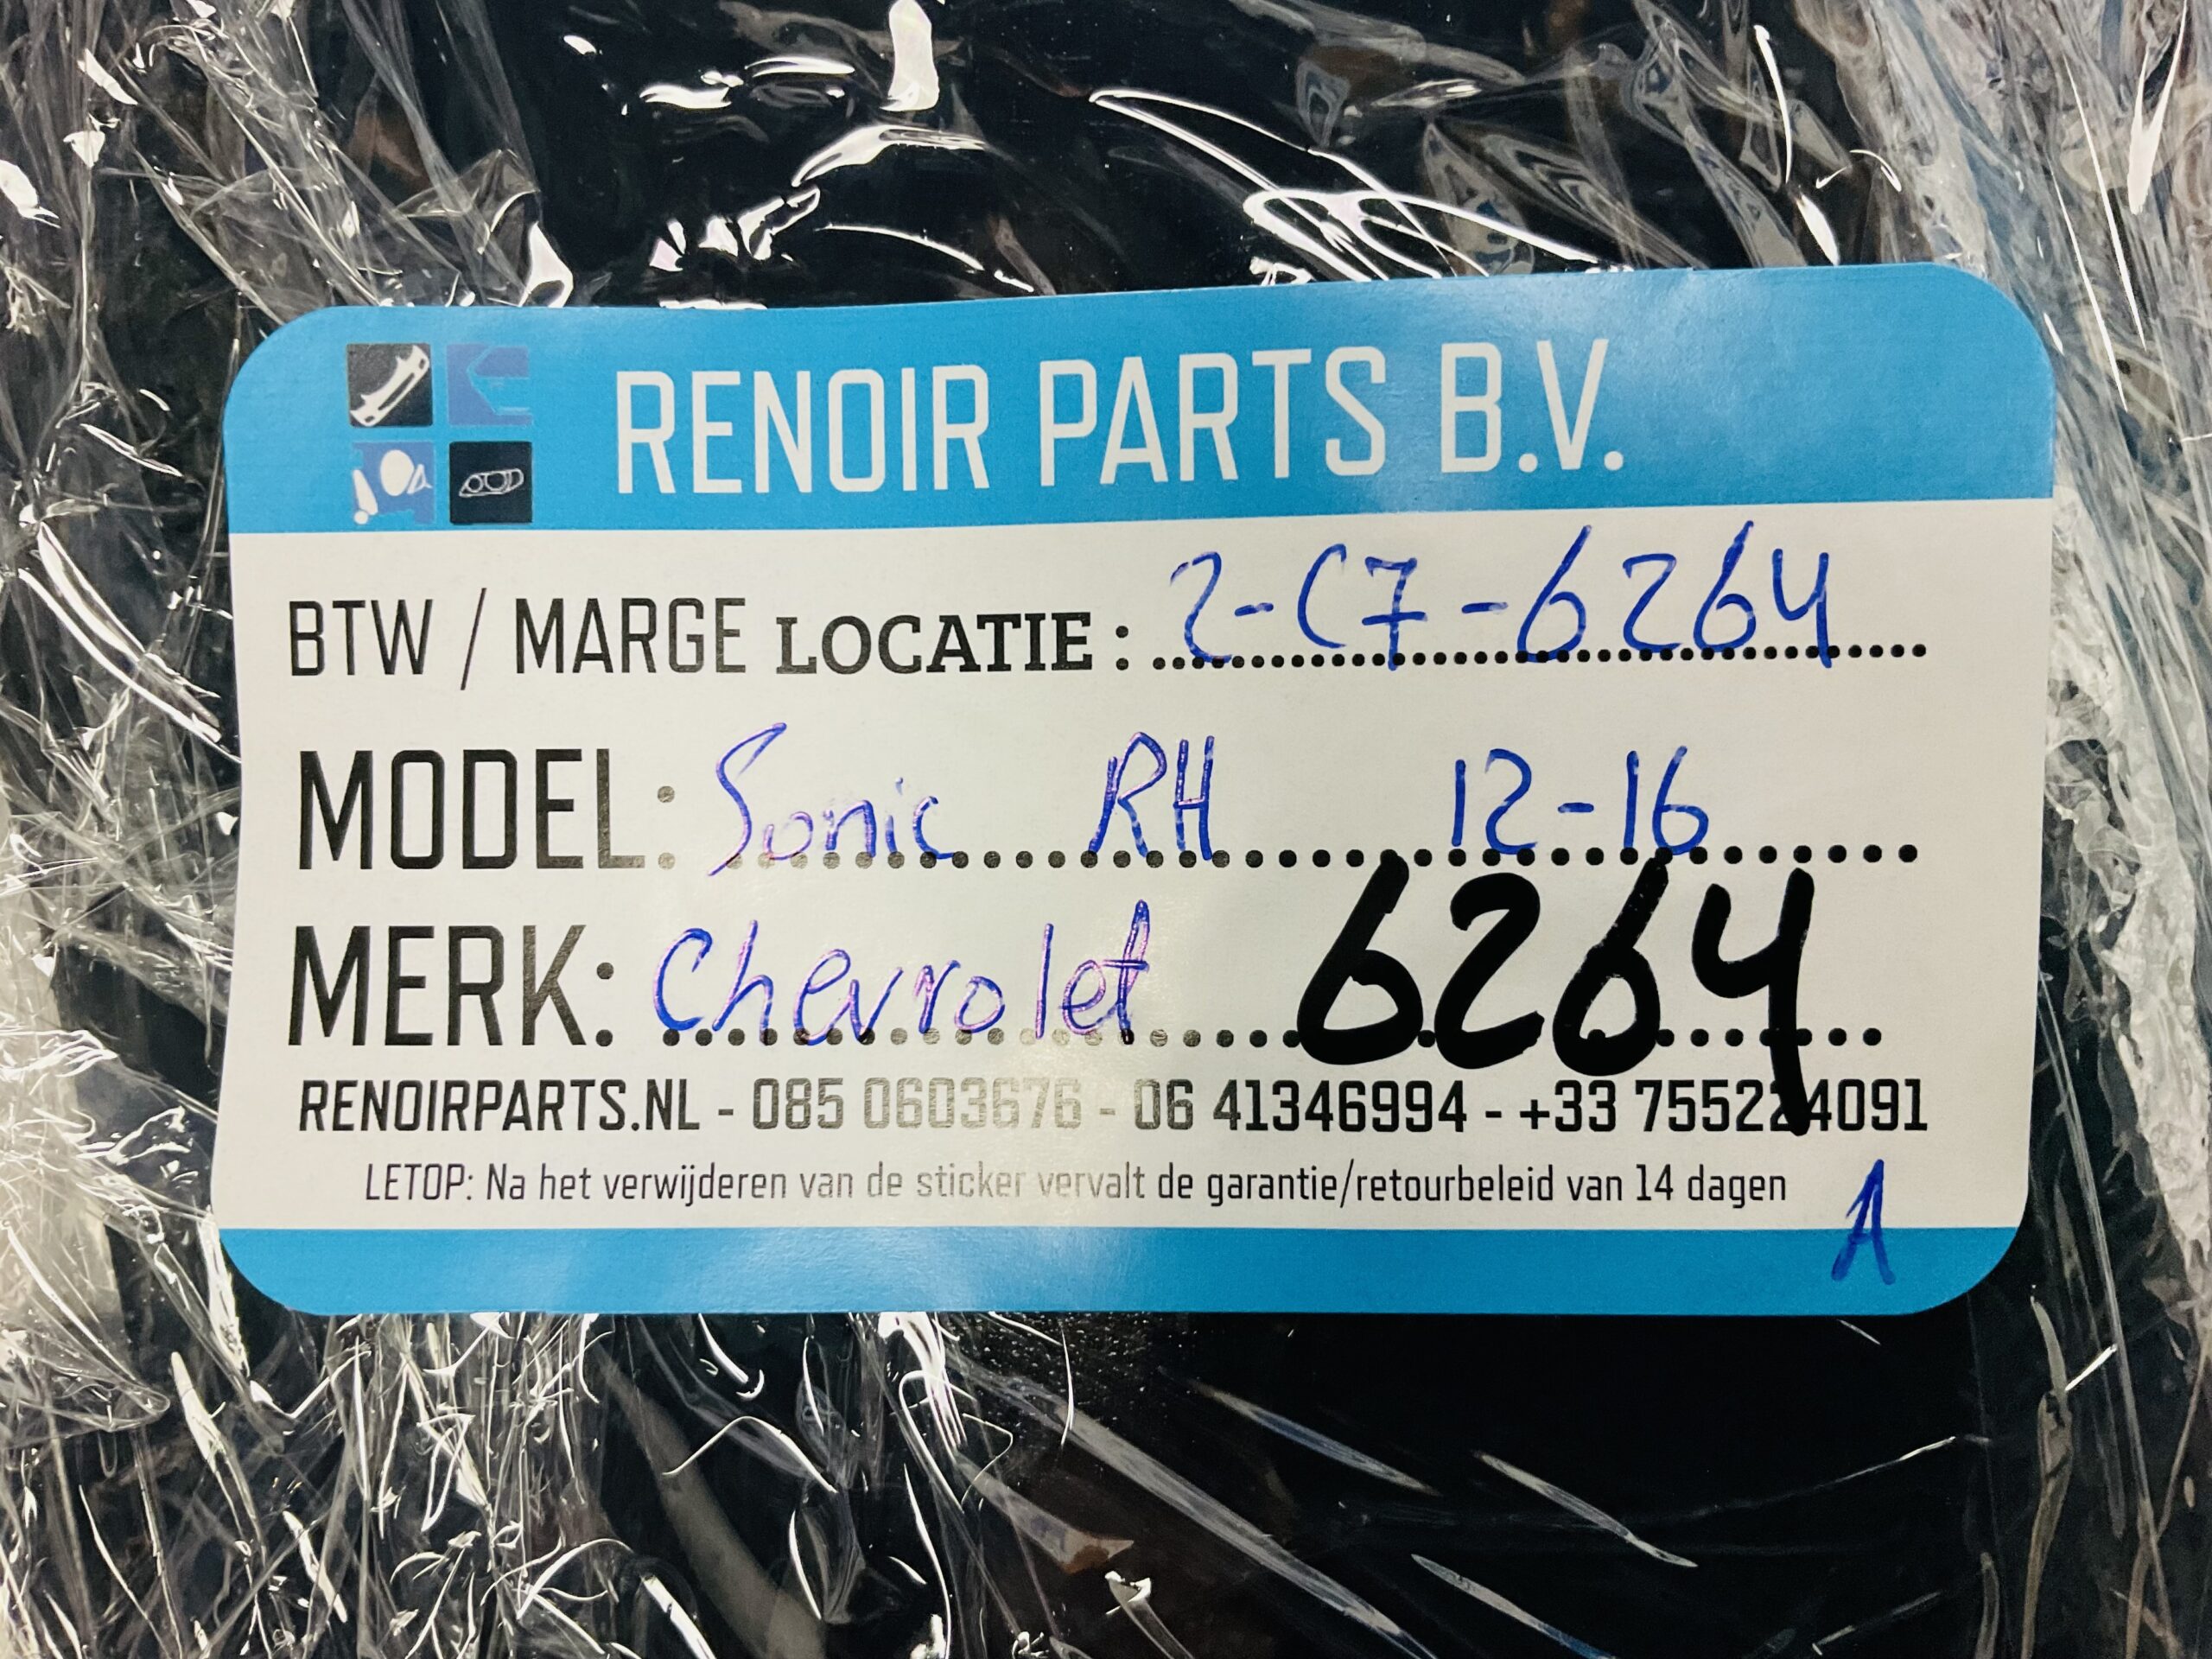 RENOIR PARTS B.V.
BTW / MARGE LOCATIE : 2-C7-6264
MODEL: Sonic RH 12-16
MERK: Chevrolet 6264
RENOIRPARTS.NL - 085 0603676 - 06 41346994 - +33 755224091
LETOP: Na het verwijderen van de sticker vervalt de garantie/retourbeleid van 14 dagen
A